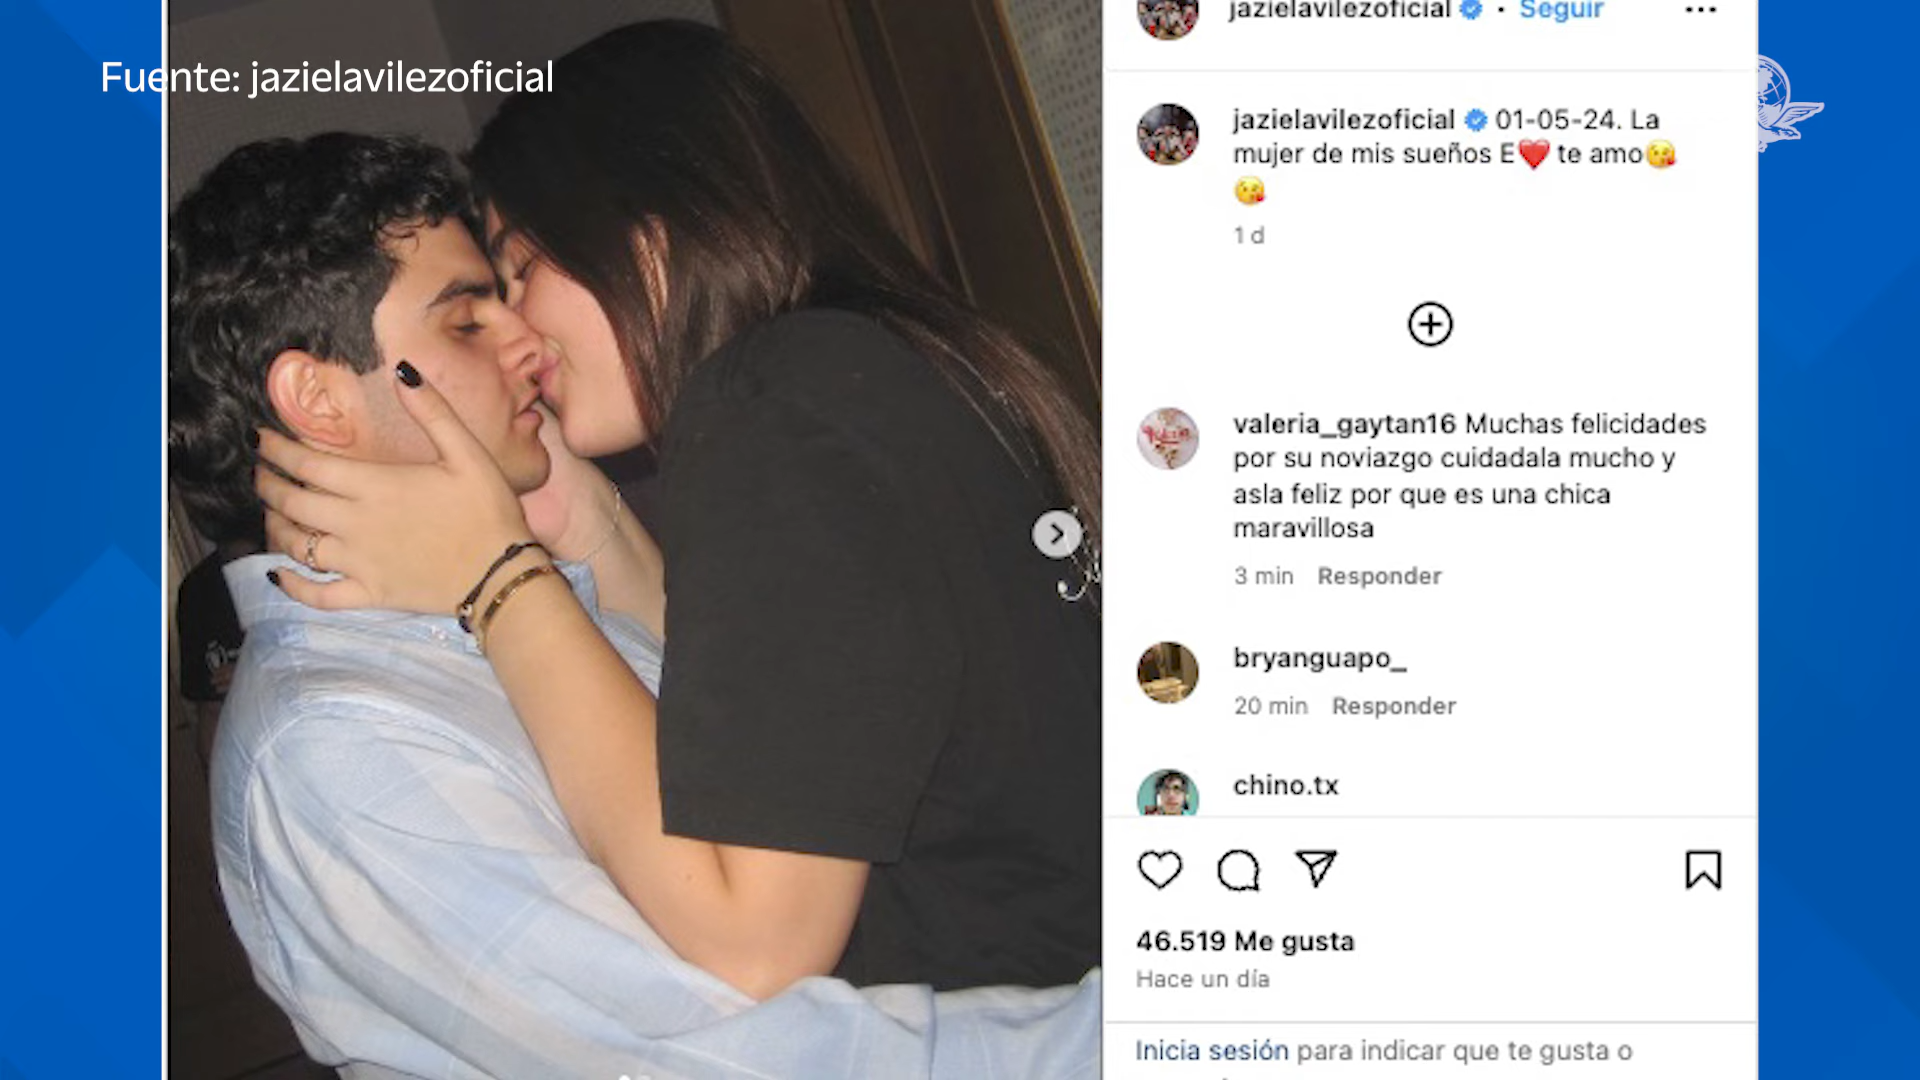 Fuente: jazielavilezoficial
jazielavilezoficial • Seguir
jazielavilezoficial 01-05-24. La
mujer de mis sueños E❤️ te amo😘
😘
1 d
valeria_gaytan16 Muchas felicidades
por su noviazgo cuidadala mucho y
asla feliz por que es una chica
maravillosa
3 min Responder
bryanguapo_
20 min Responder
chino.tx
46.519 Me gusta
Hace un día
Inicia sesión para indicar que te gusta o